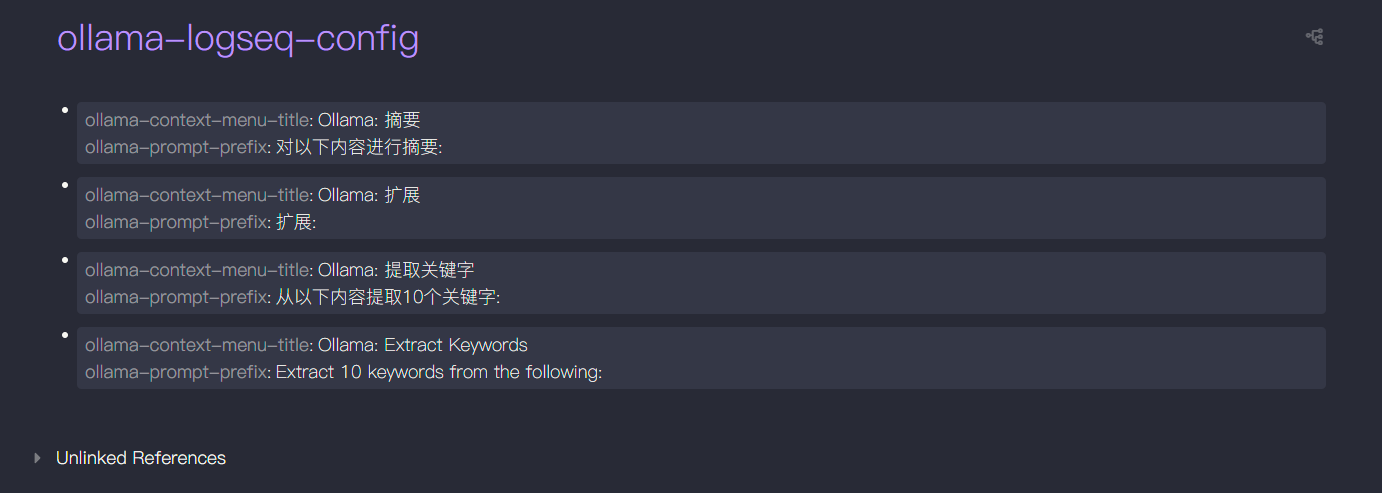 ollama-logseq-config
ollama-context-menu-title: Ollama: 摘要
ollama-prompt-prefix: 对以下内容进行摘要:
ollama-context-menu-title: Ollama: 扩展
ollama-prompt-prefix: 扩展:
ollama-context-menu-title: Ollama: 提取关键字
ollama-prompt-prefix: 从以下内容提取10个关键字:
ollama-context-menu-title: Ollama: Extract Keywords
ollama-prompt-prefix: Extract 10 keywords from the following:
Unlinked References